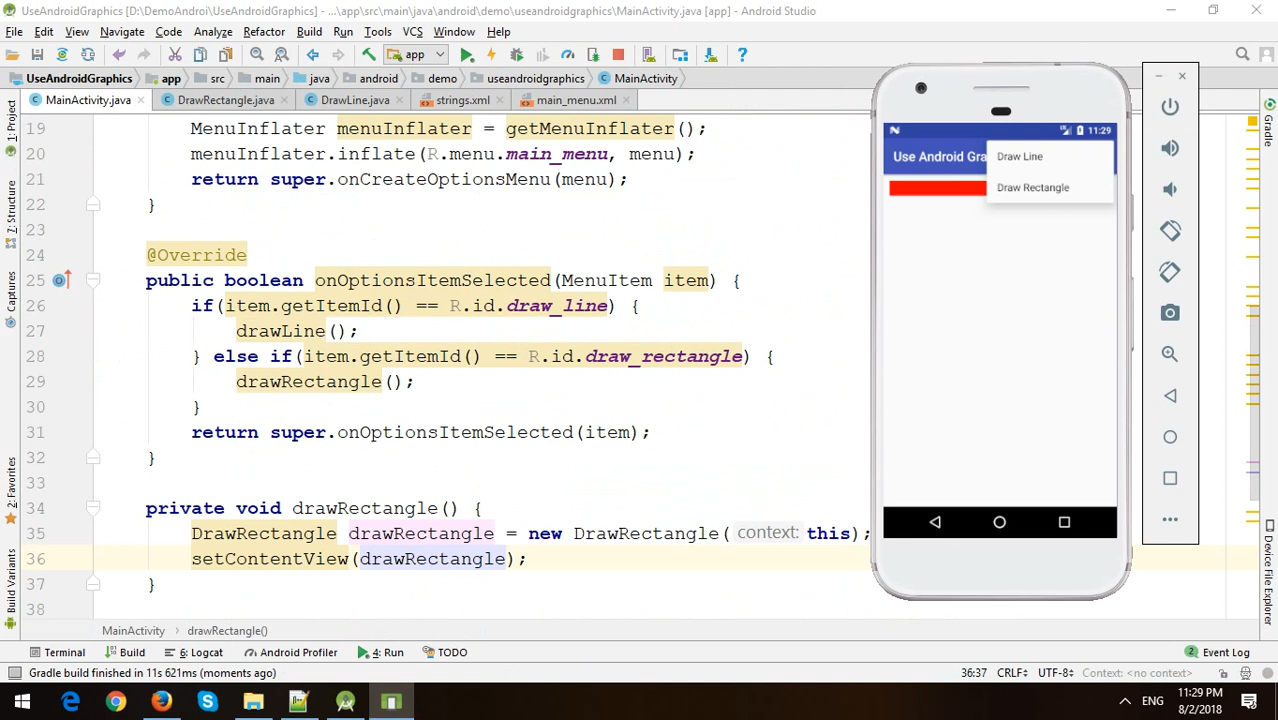 UseAndroidGraphics [D:\DemoAndroi\UseAndroidGraphics] - ...\app\src\main\java\android\demo\useandroidgraphics\MainActivity.java [app] - Android Studio
File Edit View Navigate Code Analyze Refactor Build Run Tools VCS Window Help
app
UseAndroidGraphics app src main java android demo useandroidgraphics MainActivity
MainActivity.java DrawRectangle.java DrawLine.java strings.xml main_menu.xml
1: Project
7: Structure
Captures
2: Favorites
Build Variants
19 MenuInflater menuInflater = getMenuInflater();
20 menuInflater.inflate(R.menu.main_menu, menu);
21 return super.onCreateOptionsMenu(menu);
22 }
23
24 @Override
25 public boolean onOptionsItemSelected(MenuItem item) {
26 if(item.getItemId() == R.id.draw_line) {
27 drawLine();
28 } else if(item.getItemId() == R.id.draw_rectangle) {
29 drawRectangle();
30 }
31 return super.onOptionsItemSelected(item);
32 }
33
34 private void drawRectangle() {
35 DrawRectangle drawRectangle = new DrawRectangle( context: this);
36 setContentView(drawRectangle);
37 }
38
11:29
Use Android Gra
Draw Line
Draw Rectangle
Gradle
Device File Explorer
MainActivity drawRectangle()
Terminal Build 6: Logcat Android Profiler 4: Run TODO 2 Event Log
Gradle build finished in 11s 621ms (moments ago) 36:37 CRLF UTF-8 Context: <no context>
ENG
11:29 PM
8/2/2018